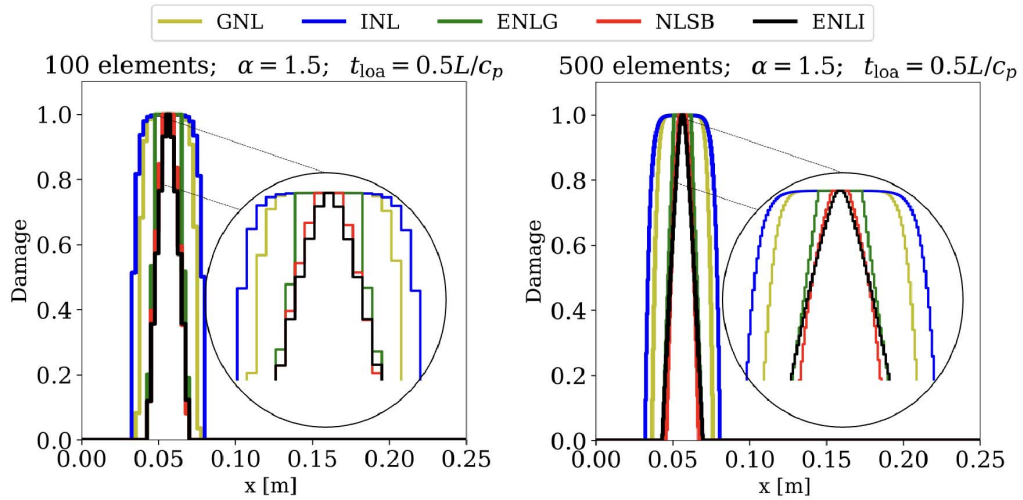 GNL INL ENLG NLSB ENLI
100 elements; α = 1.5; t_loa = 0.5L/c_p
1.0
0.8
0.6
0.4
0.2
0.0
Damage
0.00 0.05 0.10 0.15 0.20 0.25
x [m]
500 elements; α = 1.5; t_loa = 0.5L/c_p
1.0
0.8
0.6
0.4
0.2
0.0
Damage
0.00 0.05 0.10 0.15 0.20 0.25
x [m]